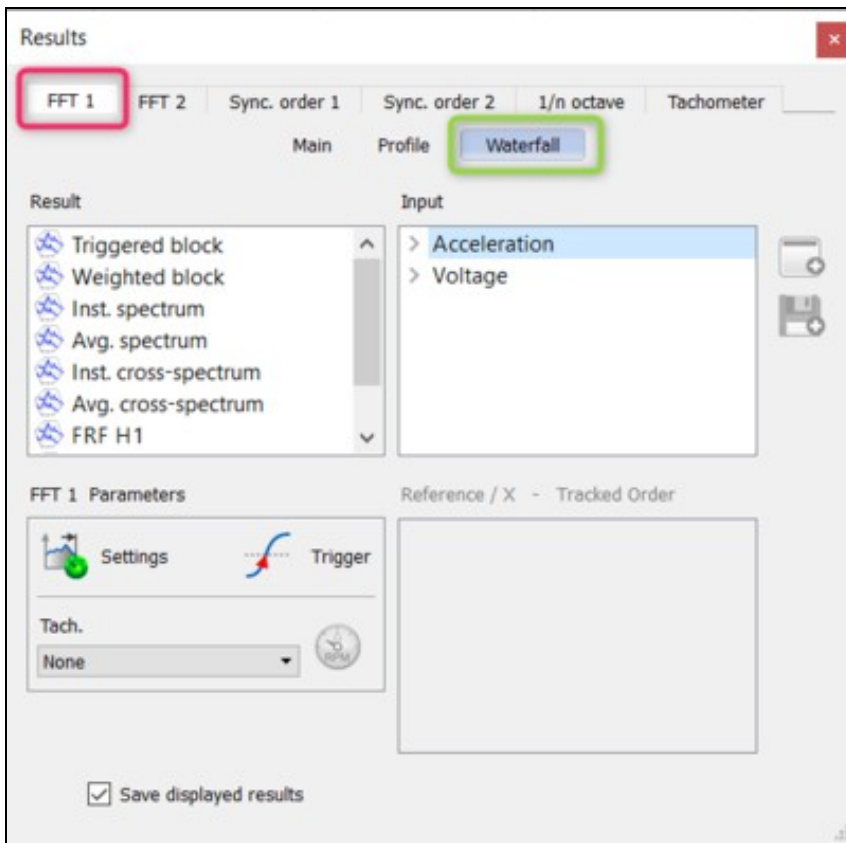 Results
FFT 1 FFT 2 Sync. order 1 Sync. order 2 1/n octave Tachometer
Main Profile Waterfall
Result
Triggered block
Weighted block
Inst. spectrum
Avg. spectrum
Inst. cross-spectrum
Avg. cross-spectrum
FRF H1
Input
Acceleration
Voltage
FFT 1 Parameters
Settings Trigger
Tach.
None
RPM
Reference / X - Tracked Order
Save displayed results